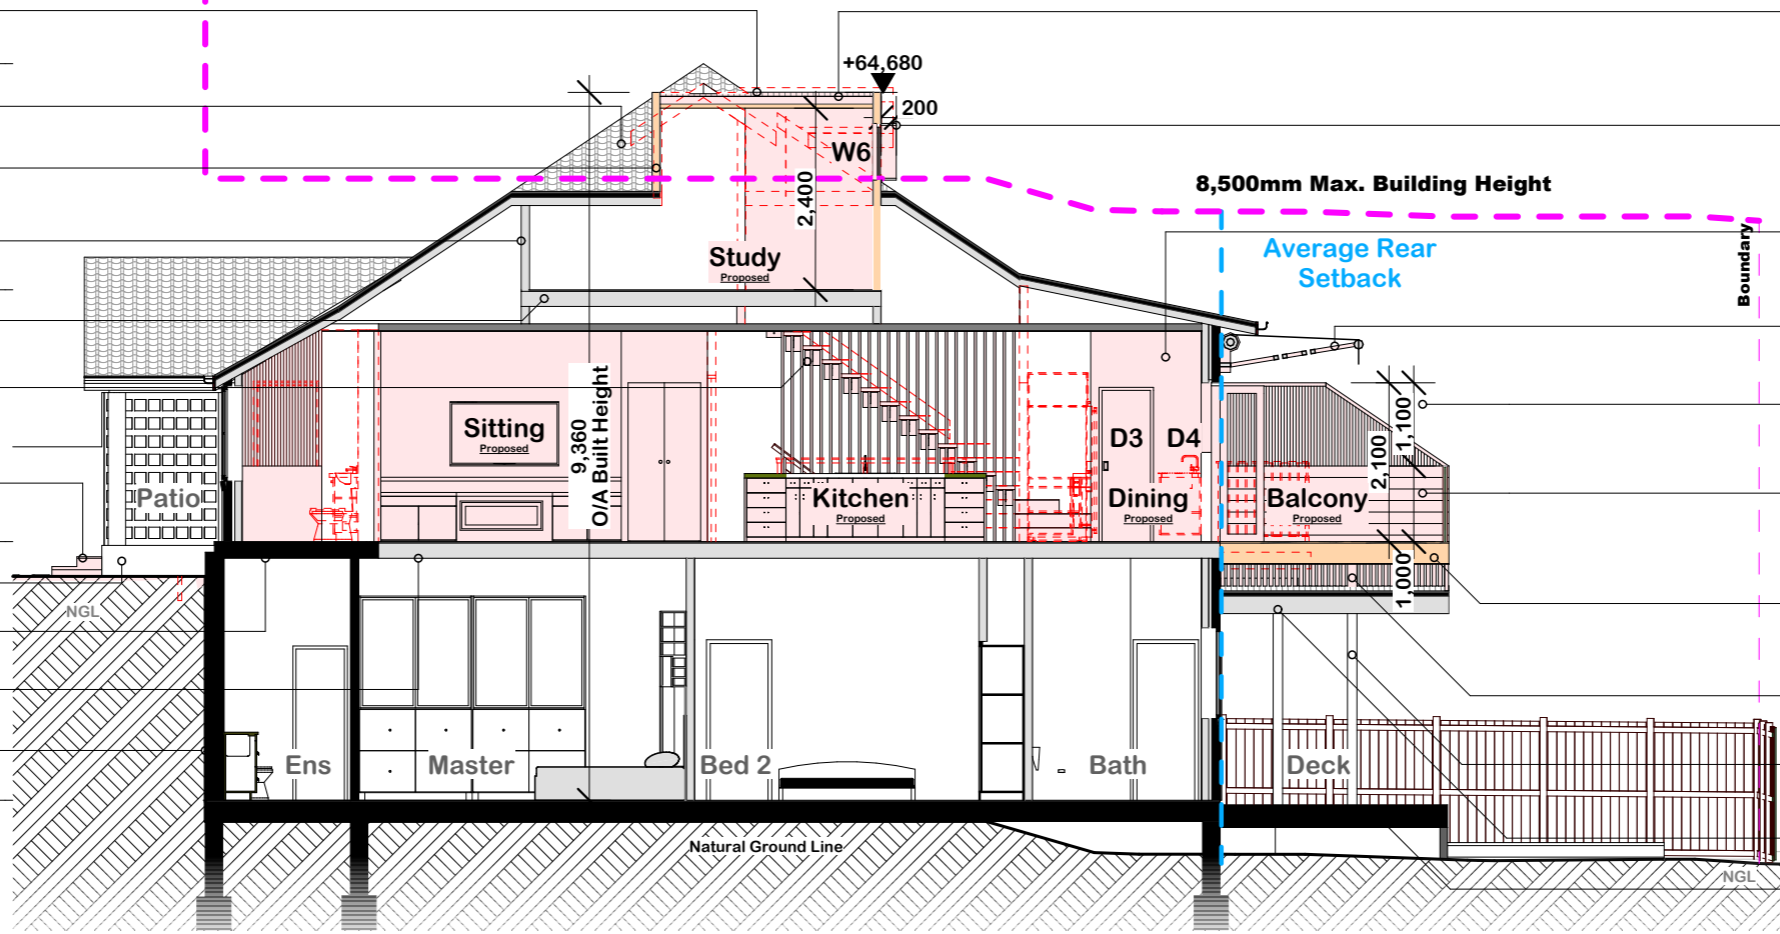 +64,680
200
W6
8,500mm Max. Building Height
2,400
Average Rear
Setback
Boundary
Study
Proposed
9,360
O/A Built Height
Sitting
Proposed
D3
D4
1,100
2,100
Patio
Kitchen
Proposed
Dining
Proposed
Balcony
Proposed
1,000
NGL
Ens
Master
Bed 2
Bath
Deck
Natural Ground Line
NGL